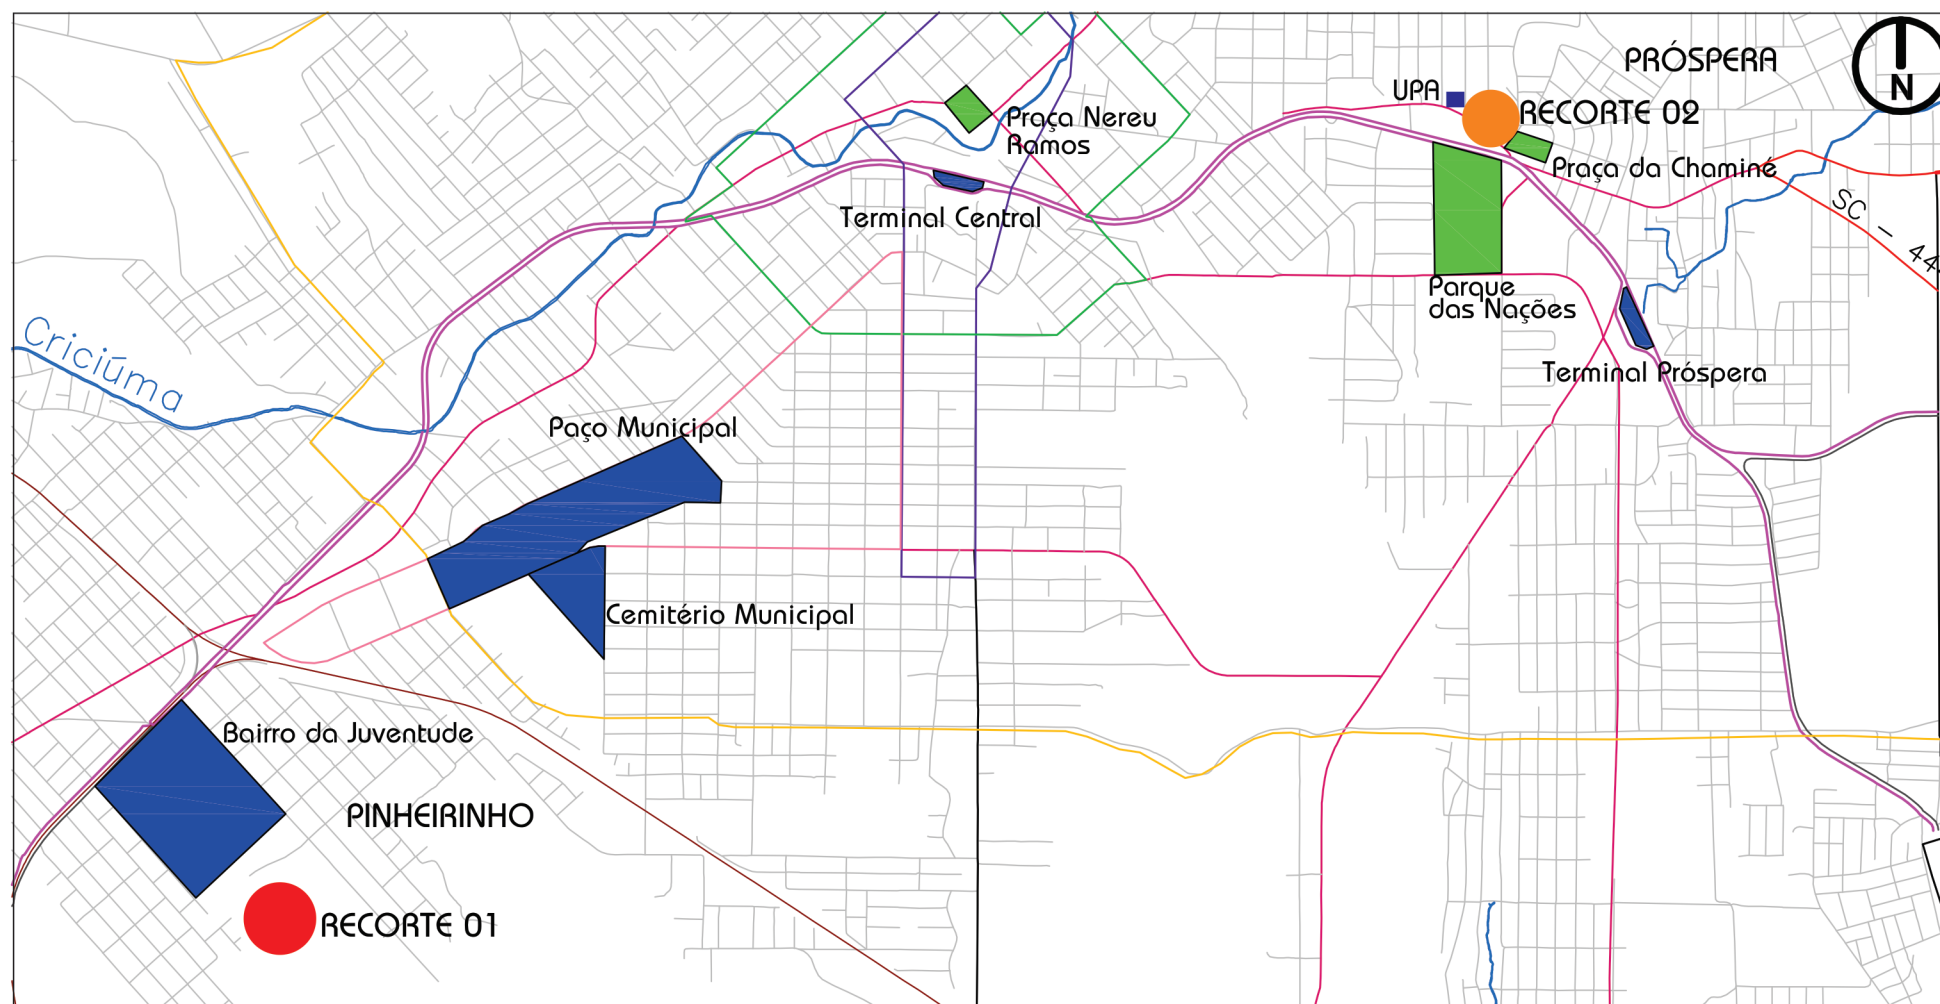 PRÓSPERA
N
UPA
RECORTE 02
Praça Nereu
Ramos
Praça da Chaminé
SC - 44
Terminal Central
Parque
das Nações
Criciúma
Terminal Próspera
Paço Municipal
Cemitério Municipal
Bairro da Juventude
PINHEIRINHO
RECORTE 01